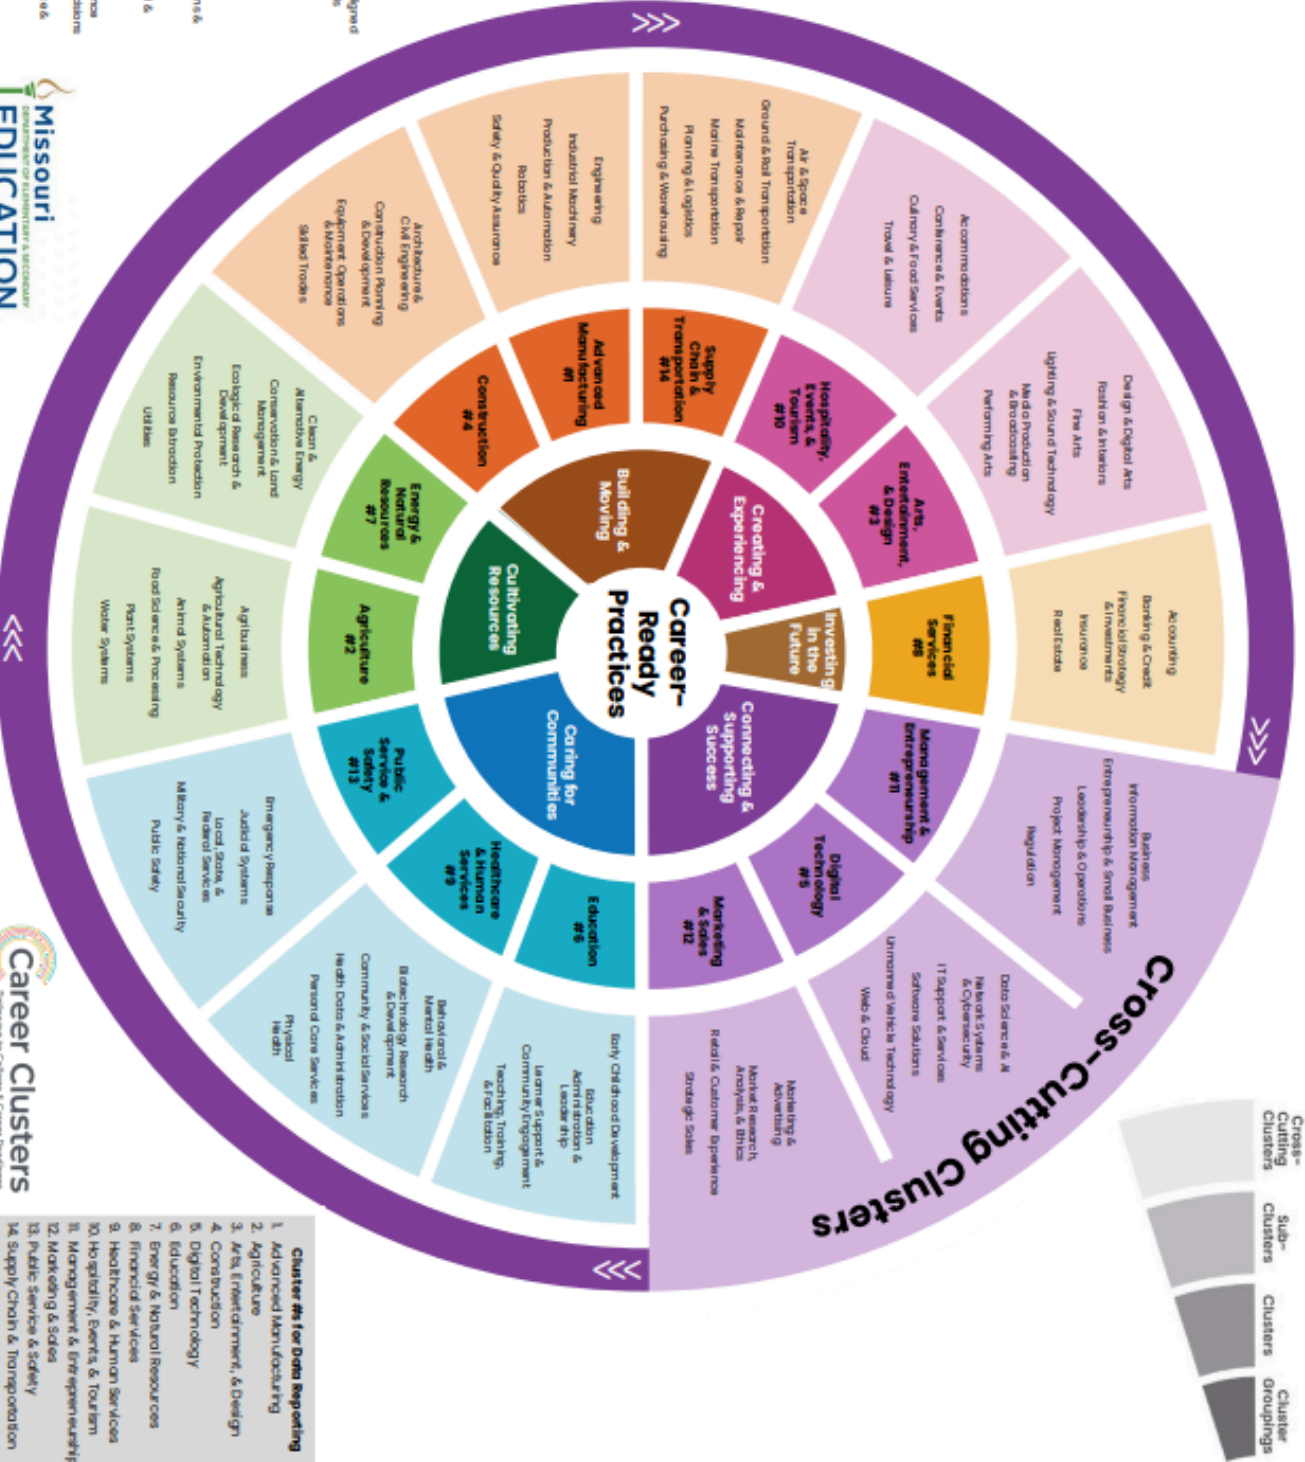 Career-
Ready
Practices
Building &
Moving
Creating &
Experiencing
Investing
in the
Future
Connecting &
Supporting
Success
Caring for
Communities
Cultivating
Resources
Construction
#4
Advanced
Manufacturing
#1
Supply
Chain &
Transportation
#14
Hospitality,
Events, &
Tourism
#10
Arts,
Entertainment,
& Design
#3
Financial
Services
#8
Management &
Entrepreneurship
#11
Digital
Technology
#5
Marketing
& Sales
#12
Education
#6
Healthcare
& Human
Services
#9
Public
Service &
Safety
#13
Agriculture
#2
Energy &
Natural
Resources
#7
Architecture &
Civil Engineering
Construction Planning
& Development
Equipment Operations
& Maintenance
Skilled Trades
Engineering
Industrial Machinery
Production & Automation
Robotics
Safety & Quality Assurance
Air & Space
Transportation
Ground & Rail Transportation
Maintenance & Repair
Marine Transportation
Planning & Logistics
Purchasing & Warehousing
Accommodations
Conference & Events
Culinary & Food Services
Travel & Leisure
Design & Digital Arts
Fashion & Interiors
Fine Arts
Lighting & Sound Technology
Media Production
& Broadcasting
Performing Arts
Accounting
Banking & Credit
Financial Strategy
& Investments
Insurance
Real Estate
Business
Information Management
Entrepreneurship & Small Business
Leadership & Operations
Project Management
Regulation
Data Science & AI
Network Systems
& Cybersecurity
IT Support & Services
Software Solutions
Unmanned Vehicle Technology
Web & Cloud
Marketing &
Advertising
Market Research,
Analysis, & Ethics
Retail & Customer Experience
Strategic Sales
Early Childhood Development
Education
Administration &
Leadership
Learner Support &
Community Engagement
Teaching, Training,
& Facilitation
Behavioral &
Mental Health
Biotechnology Research
& Development
Community & Social Services
Health Data & Administration
Personal Care Services
Physical
Health
Emergency Response
Judicial Systems
Local, State, &
Federal Services
Military & National Security
Public Safety
Agribusiness
Agricultural Technology
& Automation
Animal Systems
Food Science & Processing
Plant Systems
Water Systems
Clean &
Alternative Energy
Conservation & Land
Management
Ecological Research &
Development
Environmental Protection
Resource Extraction
Utilities
Cross-Cutting Clusters
Cross-
Cutting
Clusters
Sub-
Clusters
Clusters
Cluster
Groupings
Missouri
DEPARTMENT OF ELEMENTARY & SECONDARY
EDUCATION
Career Clusters
Cluster #s for Data Reporting
1. Advanced Manufacturing
2. Agriculture
3. Arts, Entertainment, & Design
4. Construction
5. Digital Technology
6. Education
7. Energy & Natural Resources
8. Financial Services
9. Healthcare & Human Services
10. Hospitality, Events, & Tourism
11. Management & Entrepreneurship
12. Marketing & Sales
13. Public Service & Safety
14. Supply Chain & Transportation